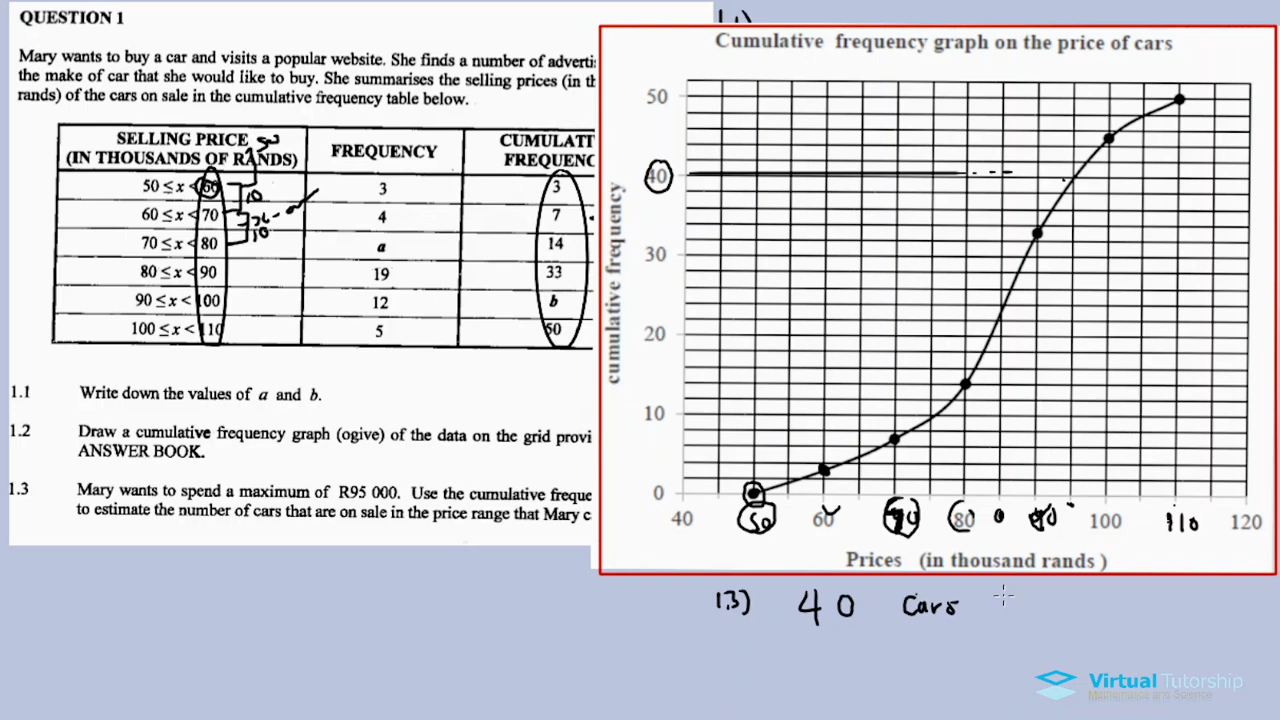 QUESTION 1
Mary wants to buy a car and visits a popular website. She finds a number of adverti
the make of car that she would like to buy. She summarises the selling prices (in th
rands) of the cars on sale in the cumulative frequency table below.
SELLING PRICE
(IN THOUSANDS OF RANDS)
FREQUENCY
CUMULATI
FREQUENC
50 ≤ x < 60
3
3
60 ≤ x < 70
4
7
70 ≤ x < 80
a
14
80 ≤ x < 90
19
33
90 ≤ x < 100
12
b
100 ≤ x < 110
5
50
10
10
1.1 Write down the values of a and b.
1.2 Draw a cumulative frequency graph (ogive) of the data on the grid provi
ANSWER BOOK.
1.3 Mary wants to spend a maximum of R95 000. Use the cumulative freque
to estimate the number of cars that are on sale in the price range that Mary c
Cumulative frequency graph on the price of cars
cumulative frequency
50
40
30
20
10
0
40 50 60 70 80 90 100 110 120
Prices (in thousand rands )
1.3) 40 Cars
Virtual Tutorship
Mathematics and Science